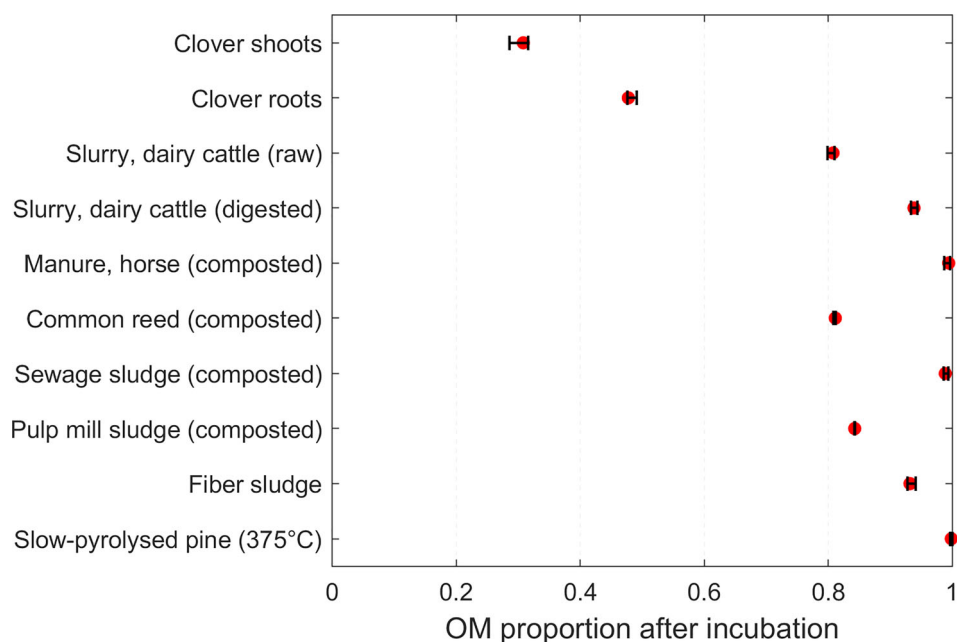 Clover shoots
Clover roots
Slurry, dairy cattle (raw)
Slurry, dairy cattle (digested)
Manure, horse (composted)
Common reed (composted)
Sewage sludge (composted)
Pulp mill sludge (composted)
Fiber sludge
Slow-pyrolysed pine (375°C)
0 0.2 0.4 0.6 0.8 1
OM proportion after incubation